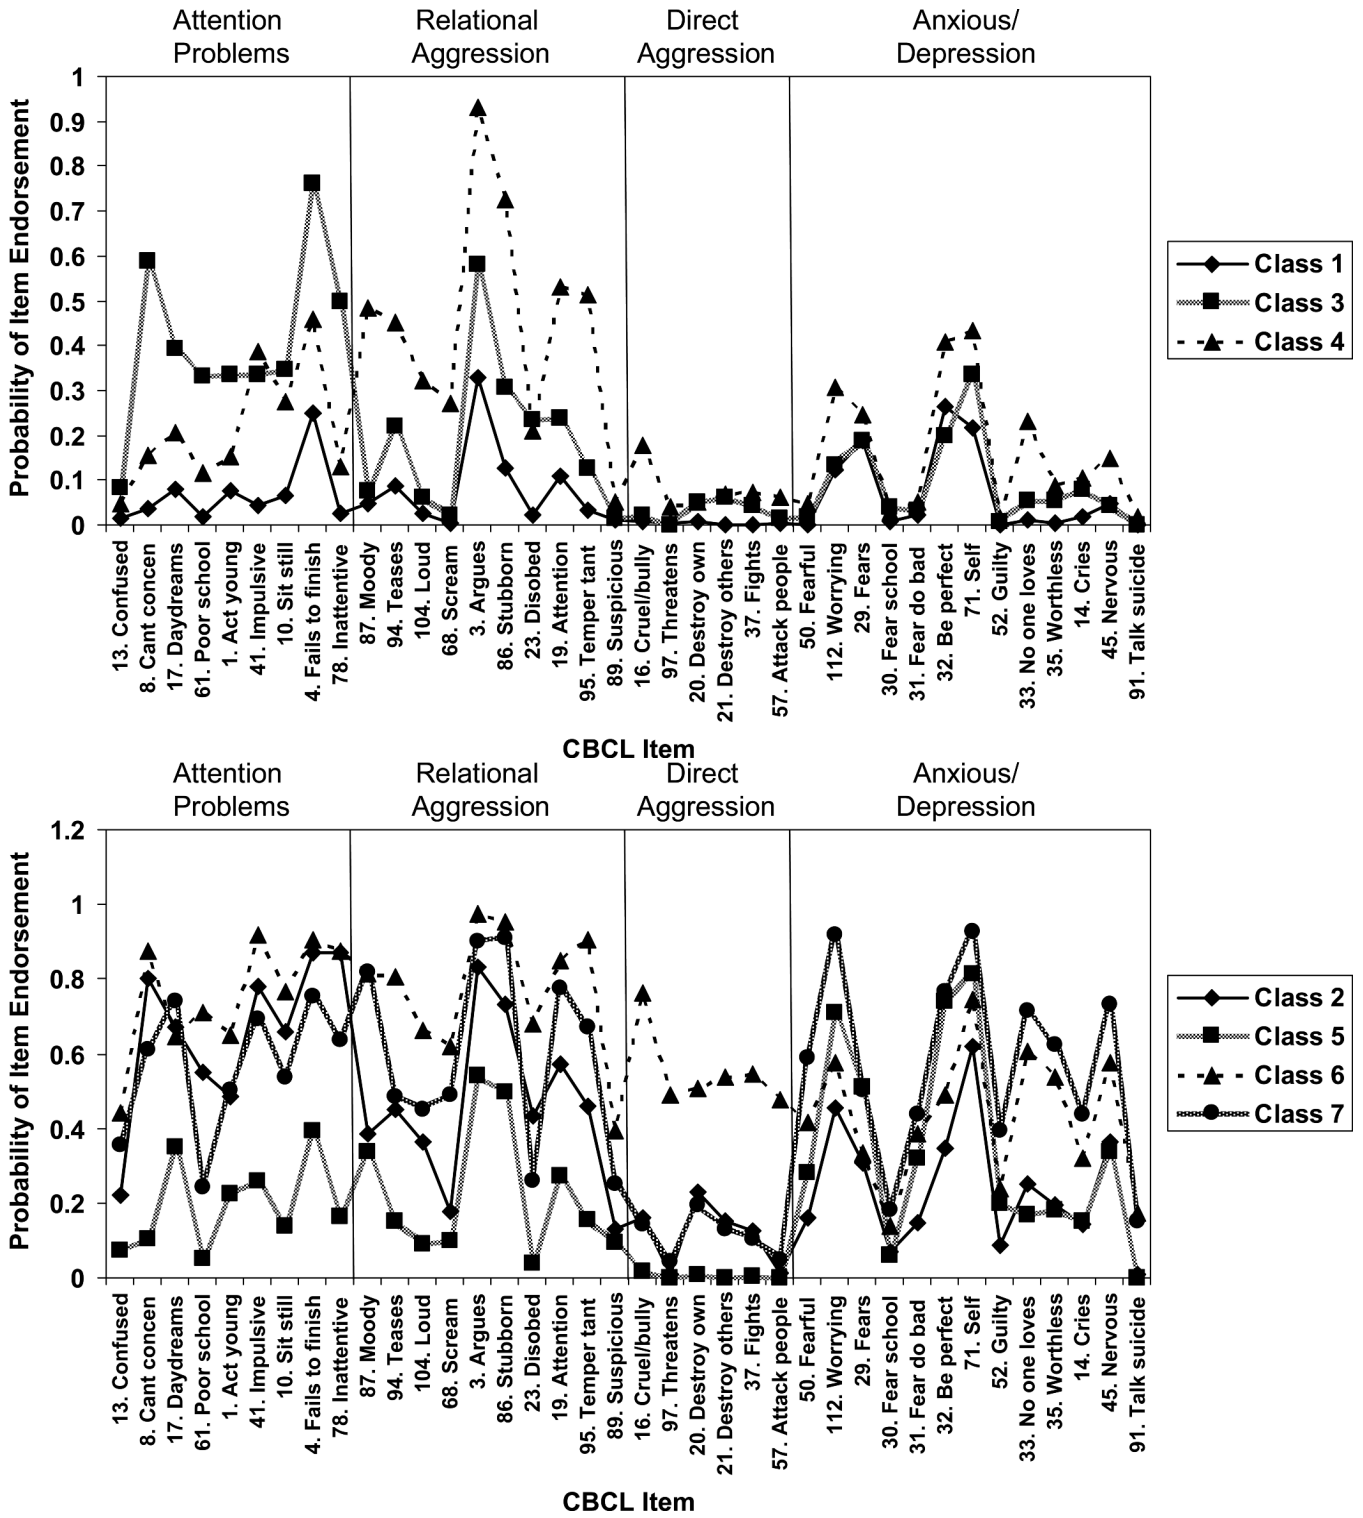 Attention Problems
Relational Aggression
Direct Aggression
Anxious/ Depression
Probability of Item Endorsement
1
0.9
0.8
0.7
0.6
0.5
0.4
0.3
0.2
0.1
0
13. Confused
8. Cant concen
17. Daydreams
61. Poor school
1. Act young
41. Impulsive
10. Sit still
4. Fails to finish
78. Inattentive
87. Moody
94. Teases
104. Loud
68. Scream
3. Argues
86. Stubborn
23. Disobed
19. Attention
95. Temper tant
89. Suspicious
16. Cruel/bully
97. Threatens
20. Destroy own
21. Destroy others
37. Fights
57. Attack people
50. Fearful
112. Worrying
29. Fears
30. Fear school
31. Fear do bad
32. Be perfect
71. Self
52. Guilty
33. No one loves
35. Worthless
14. Cries
45. Nervous
91. Talk suicide
CBCL Item
Class 1
Class 3
Class 4
Attention Problems
Relational Aggression
Direct Aggression
Anxious/ Depression
Probability of Item Endorsement
1.2
1
0.8
0.6
0.4
0.2
0
13. Confused
8. Cant concen
17. Daydreams
61. Poor school
1. Act young
41. Impulsive
10. Sit still
4. Fails to finish
78. Inattentive
87. Moody
94. Teases
104. Loud
68. Scream
3. Argues
86. Stubborn
23. Disobed
19. Attention
95. Temper tant
89. Suspicious
16. Cruel/bully
97. Threatens
20. Destroy own
21. Destroy others
37. Fights
57. Attack people
50. Fearful
112. Worrying
29. Fears
30. Fear school
31. Fear do bad
32. Be perfect
71. Self
52. Guilty
33. No one loves
35. Worthless
14. Cries
45. Nervous
91. Talk suicide
CBCL Item
Class 2
Class 5
Class 6
Class 7